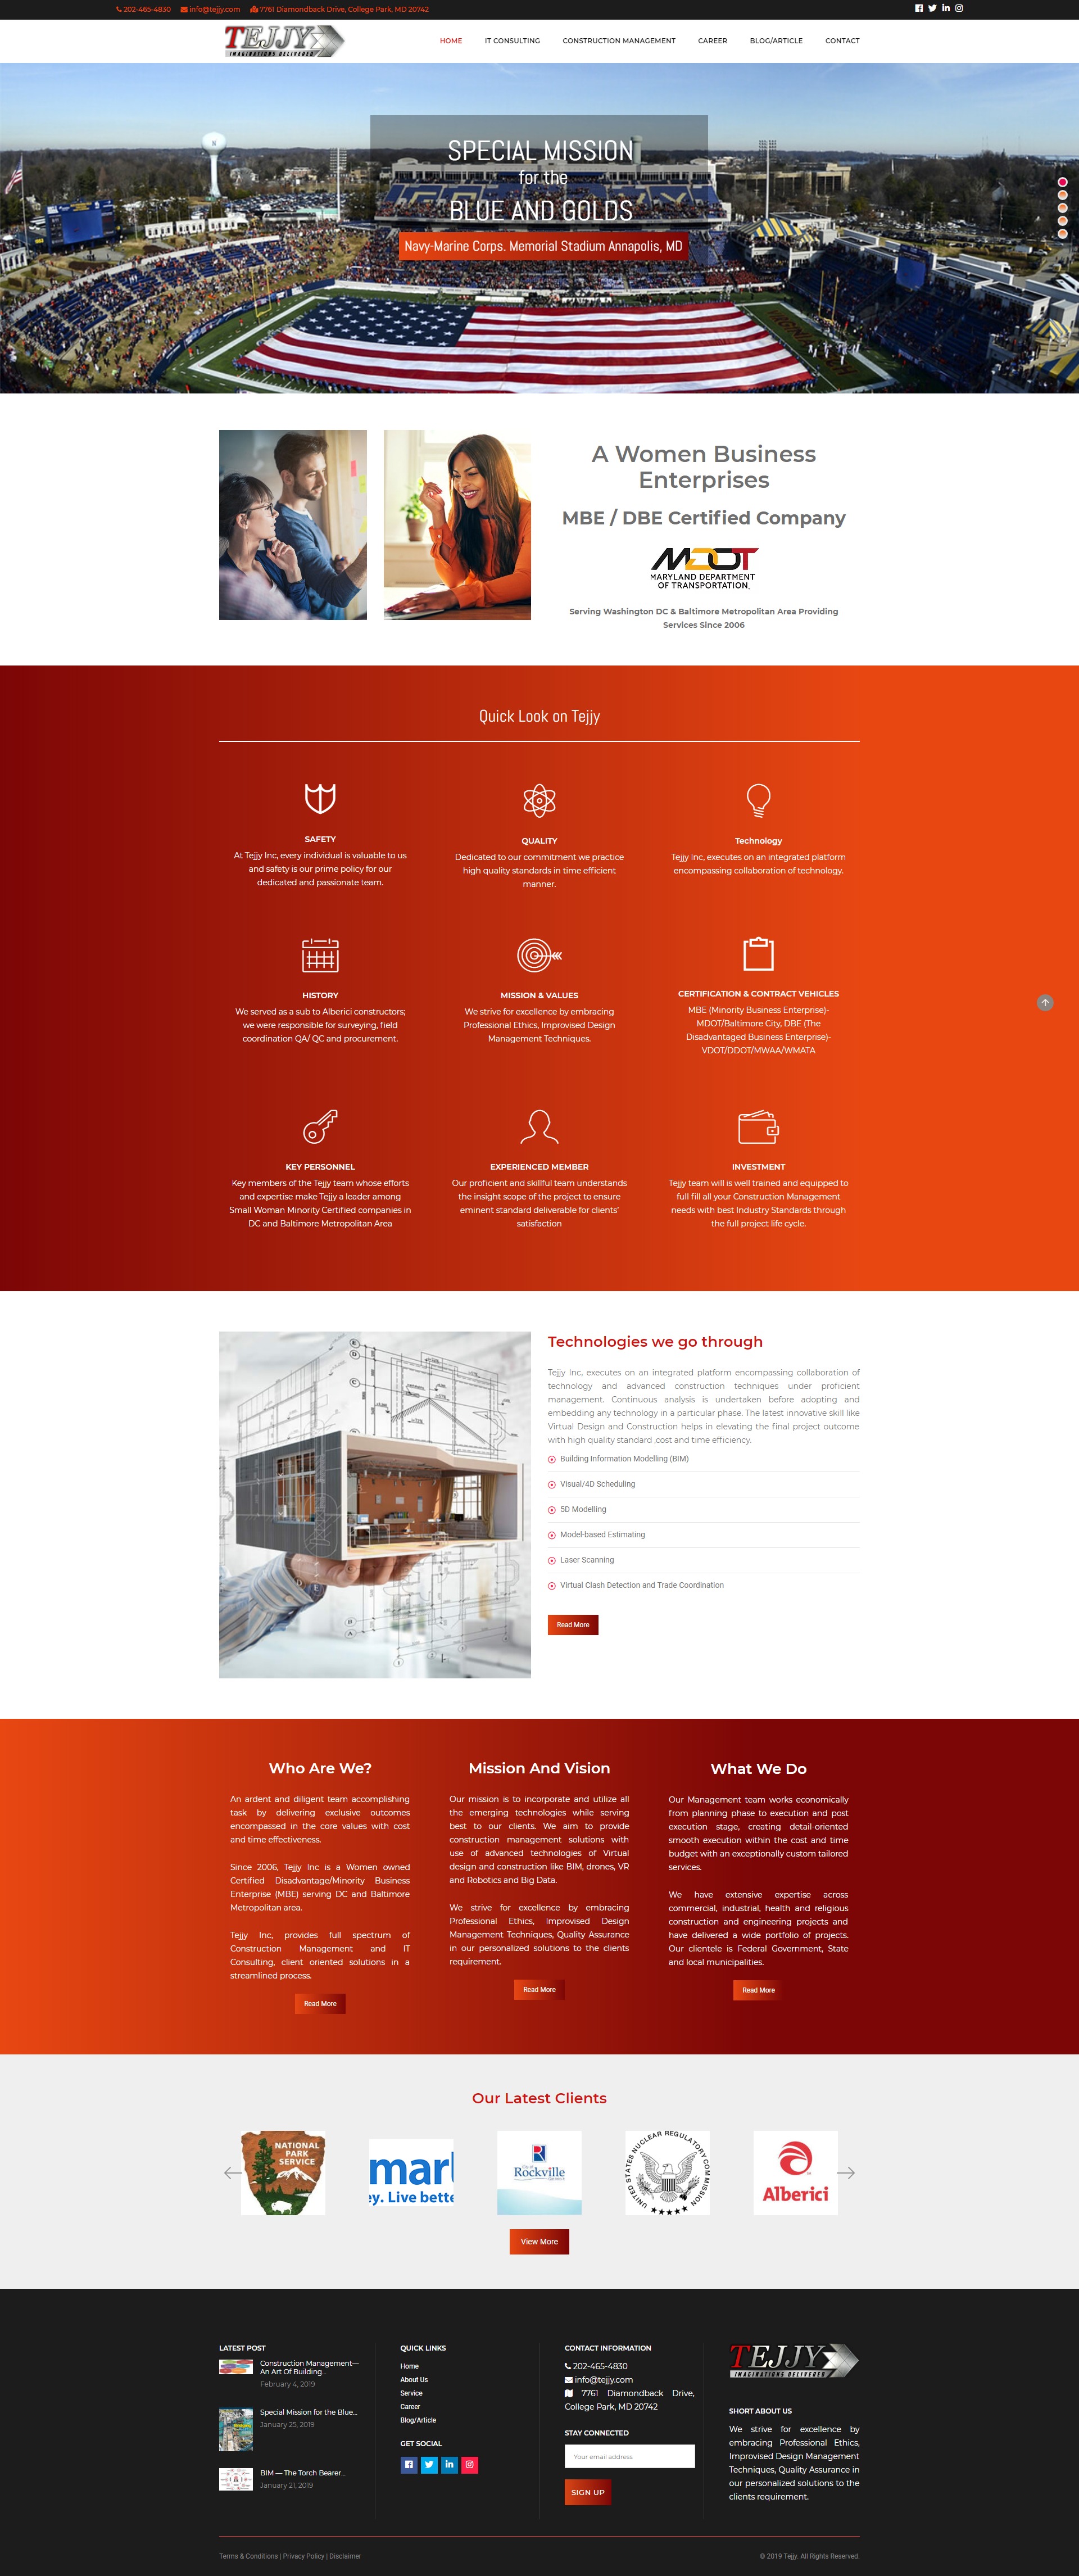 202-465-4830 info@tejjy.com 7761 Diamondback Drive, College Park, MD 20742
TEJJY
IMAGINATIONS DELIVERED
HOME IT CONSULTING CONSTRUCTION MANAGEMENT CAREER BLOG/ARTICLE CONTACT
SPECIAL MISSION
for the
BLUE AND GOLDS
Navy-Marine Corps. Memorial Stadium Annapolis, MD
A Women Business
Enterprises
MBE / DBE Certified Company
MDOT
MARYLAND DEPARTMENT
OF TRANSPORTATION.
Serving Washington DC & Baltimore Metropolitan Area Providing
Services Since 2006
Quick Look on Tejjy
SAFETY
At Tejjy Inc, every individual is valuable to us
and safety is our prime policy for our
dedicated and passionate team.
QUALITY
Dedicated to our commitment we practice
high quality standards in time efficient
manner.
Technology
Tejjy Inc, executes on an integrated platform
encompassing collaboration of technology.
HISTORY
We served as a sub to Alberici constructors;
we were responsible for surveying, field
coordination QA/ QC and procurement.
MISSION & VALUES
We strive for excellence by embracing
Professional Ethics, Improvised Design
Management Techniques.
CERTIFICATION & CONTRACT VEHICLES
MBE (Minority Business Enterprise)-
MDOT/Baltimore City, DBE (The
Disadvantaged Business Enterprise)-
VDOT/DDOT/MWAA/WMATA
KEY PERSONNEL
Key members of the Tejjy team whose efforts
and expertise make Tejjy a leader among
Small Woman Minority Certified companies in
DC and Baltimore Metropolitan Area
EXPERIENCED MEMBER
Our proficient and skillful team understands
the insight scope of the project to ensure
eminent standard deliverable for clients'
satisfaction
INVESTMENT
Tejjy team will is well trained and equipped to
full fill all your Construction Management
needs with best Industry Standards through
the full project life cycle.
Technologies we go through
Tejjy Inc, executes on an integrated platform encompassing collaboration of
technology and advanced construction techniques under proficient
management. Continuous analysis is undertaken before adopting and
embedding any technology in a particular phase. The latest innovative skill like
Virtual Design and Construction helps in elevating the final project outcome
with high quality standard ,cost and time efficiency.
Building Information Modelling (BIM)
Visual/4D Scheduling
5D Modelling
Model-based Estimating
Laser Scanning
Virtual Clash Detection and Trade Coordination
Read More
Who Are We?
An ardent and diligent team accomplishing
task by delivering exclusive outcomes
encompassed in the core values with cost
and time effectiveness.
Since 2006, Tejjy Inc is a Women owned
Certified Disadvantage/Minority Business
Enterprise (MBE) serving DC and Baltimore
Metropolitan area.
Tejjy Inc, provides full spectrum of
Construction Management and IT
Consulting, client oriented solutions in a
streamlined process.
Read More
Mission And Vision
Our mission is to incorporate and utilize all
the emerging technologies while serving
best to our clients. We aim to provide
construction management solutions with
use of advanced technologies of Virtual
design and construction like BIM, drones, VR
and Robotics and Big Data.
We strive for excellence by embracing
Professional Ethics, Improvised Design
Management Techniques, Quality Assurance
in our personalized solutions to the clients
requirement.
Read More
What We Do
Our Management team works economically
from planning phase to execution and post
execution stage, creating detail-oriented
smooth execution within the cost and time
budget with an exceptionally custom tailored
services.
We have extensive expertise across
commercial, industrial, health and religious
construction and engineering projects and
have delivered a wide portfolio of projects.
Our clientele is Federal Government, State
and local municipalities.
Read More
Our Latest Clients
NATIONAL
PARK
SERVICE
mar
ey. Live bette
Rockville
UNITED STATES NUCLEAR REGULATORY COMMISSION
Alberici
View More
LATEST POST
Construction Management—
An Art Of Building...
February 4, 2019
Special Mission for the Blue...
January 25, 2019
BIM — The Torch Bearer...
January 21, 2019
QUICK LINKS
Home
About Us
Service
Career
Blog/Article
GET SOCIAL
CONTACT INFORMATION
202-465-4830
info@tejjy.com
7761 Diamondback Drive,
College Park, MD 20742
STAY CONNECTED
Your email address
SIGN UP
TEJJY
IMAGINATIONS DELIVERED
SHORT ABOUT US
We strive for excellence by
embracing Professional Ethics,
Improvised Design Management
Techniques, Quality Assurance in
our personalized solutions to the
clients requirement.
Terms & Conditions | Privacy Policy | Disclaimer
© 2019 Tejjy. All Rights Reserved.